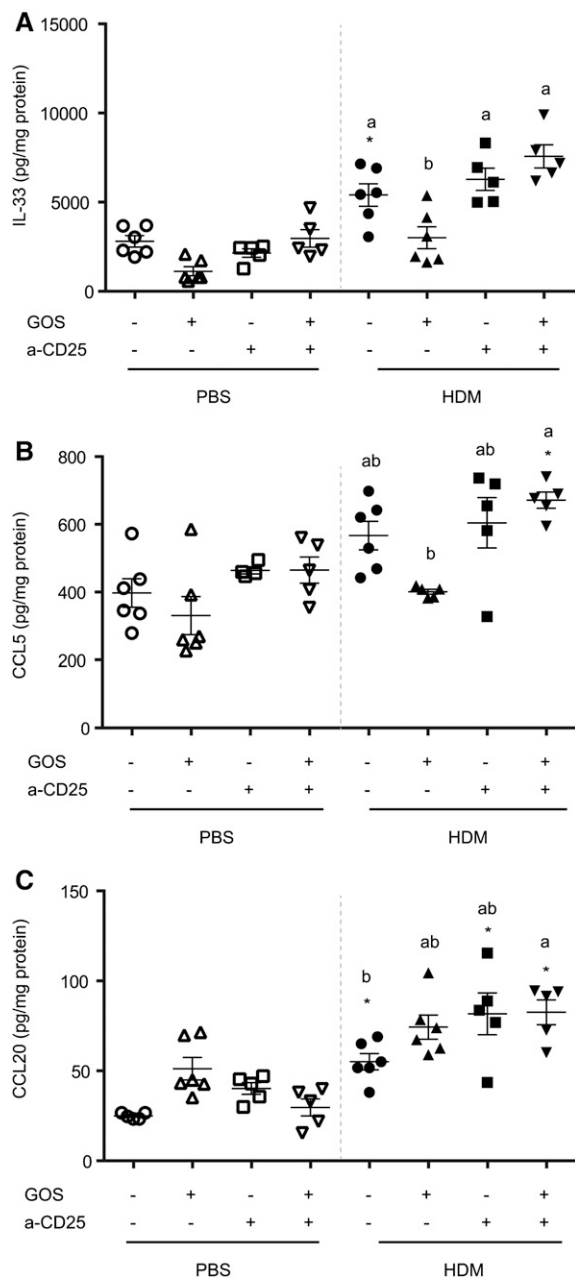 A
IL-33 (pg/mg protein)
15000
10000
5000
0
a
*
b
a
a
GOS - + - + - + - +
a-CD25 - - + + - - + +
PBS HDM
B
CCL5 (pg/mg protein)
800
600
400
200
0
ab
b
ab
a
*
GOS - + - + - + - +
a-CD25 - - + + - - + +
PBS HDM
C
CCL20 (pg/mg protein)
150
100
50
0
b
*
ab
ab
*
a
*
GOS - + - + - + - +
a-CD25 - - + + - - + +
PBS HDM